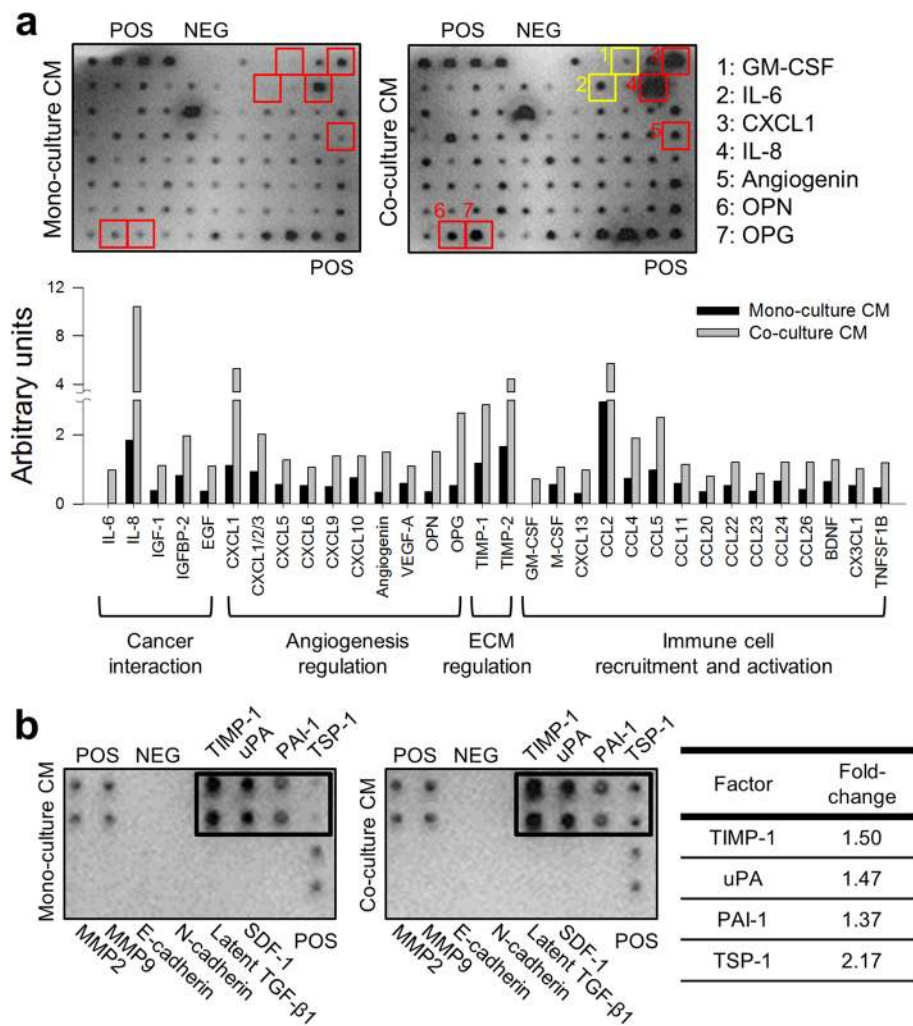 a
POS NEG
POS NEG
Mono-culture CM
Co-culture CM
1
2
3
4
5
6 7
POS
POS
1: GM-CSF
2: IL-6
3: CXCL1
4: IL-8
5: Angiogenin
6: OPN
7: OPG
Arbitrary units
12
8
4
2
0
Mono-culture CM
Co-culture CM
IL-6
IL-8
IGF-1
IGFBP-2
EGF
CXCL1
CXCL1/2/3
CXCL5
CXCL6
CXCL9
CXCL10
Angiogenin
VEGF-A
OPN
OPG
TIMP-1
TIMP-2
GM-CSF
M-CSF
CXCL13
CCL2
CCL4
CCL5
CCL11
CCL20
CCL22
CCL23
CCL24
CCL26
BDNF
CX3CL1
TNFSF1B
Cancer
interaction
Angiogenesis
regulation
ECM
regulation
Immune cell
recruitment and activation
b
POS NEG TIMP-1 uPA PAI-1 TSP-1
Mono-culture CM
MMP2 MMP9 E-cadherin N-cadherin Latent TGF-β1 SDF-1 POS
POS NEG TIMP-1 uPA PAI-1 TSP-1
Co-culture CM
MMP2 MMP9 E-cadherin N-cadherin Latent TGF-β1 SDF-1 POS
Factor Fold-
change
TIMP-1 1.50
uPA 1.47
PAI-1 1.37
TSP-1 2.17